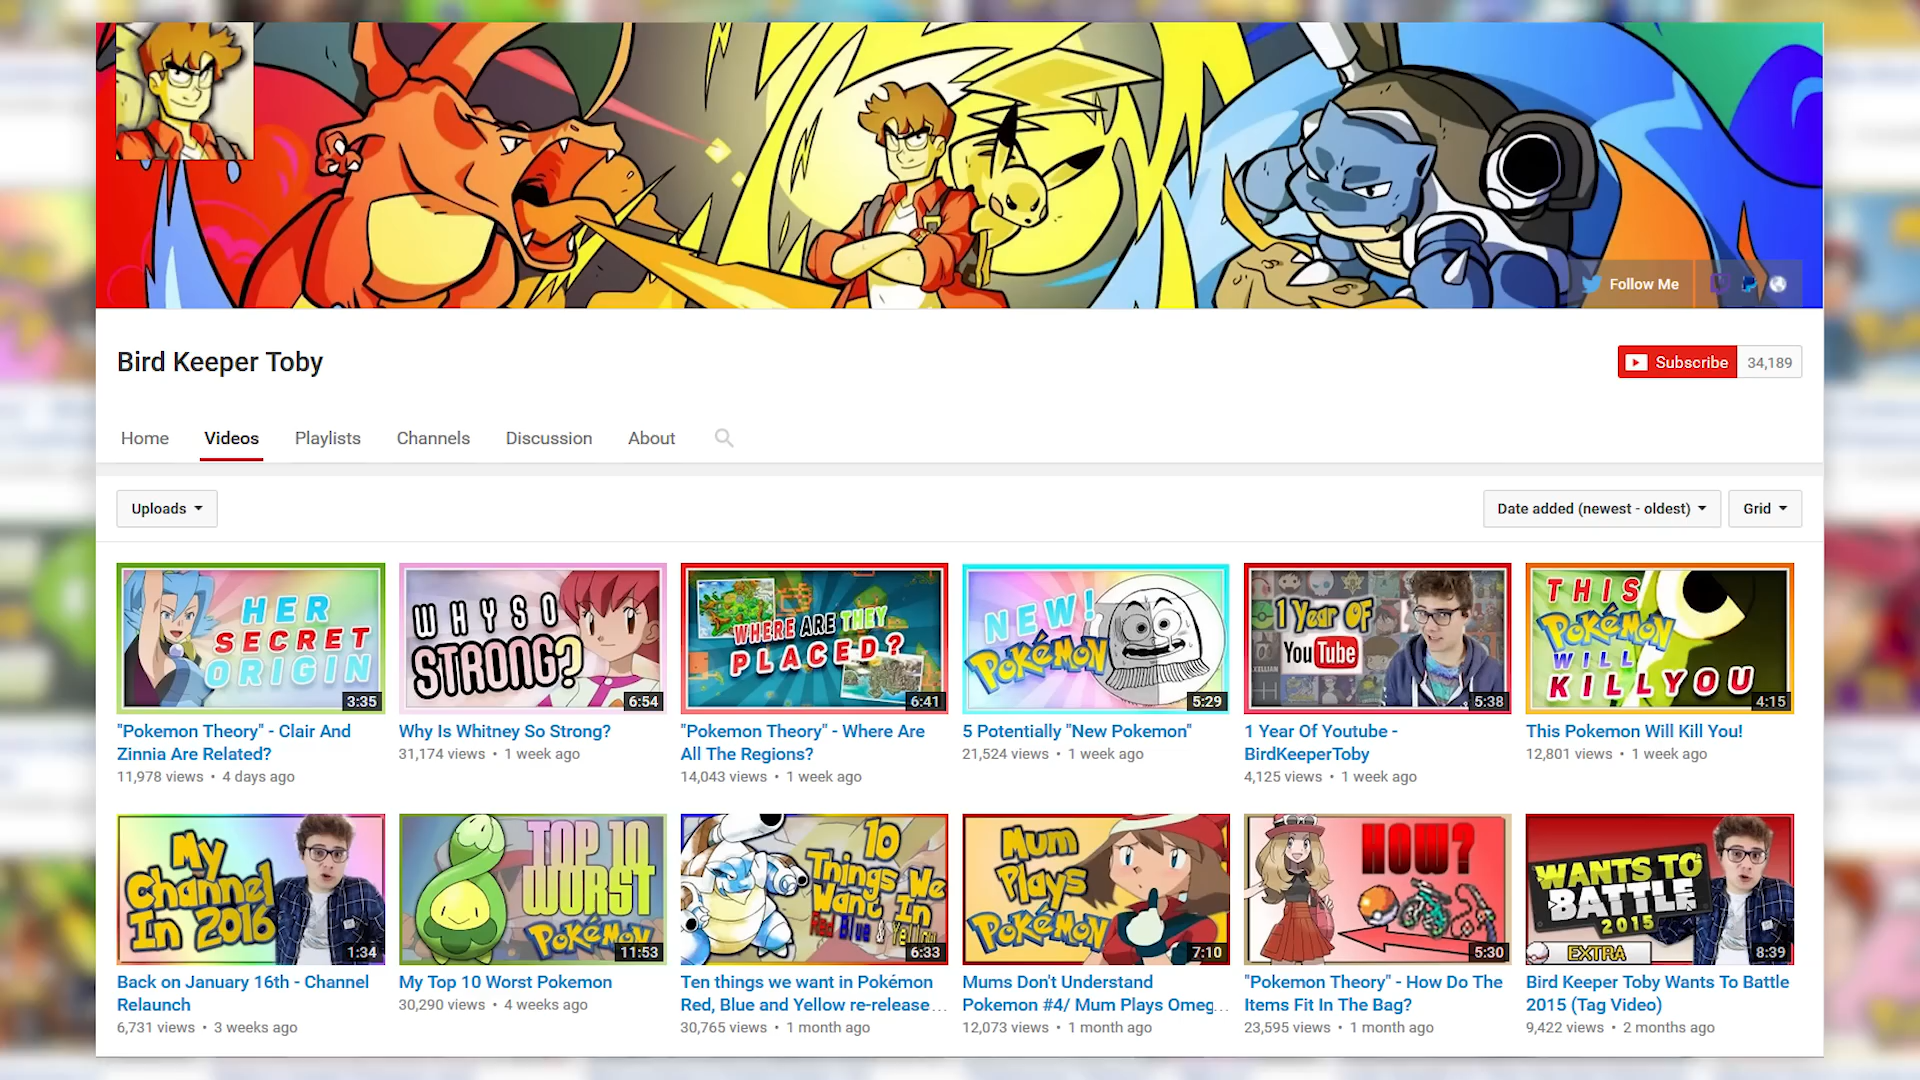 Follow Me
Bird Keeper Toby
Subscribe 34,189
Home Videos Playlists Channels Discussion About
Uploads Date added (newest - oldest) Grid
HER
SECRET
ORIGIN
3:35
WHY SO
STRONG?
6:54
WHERE ARE THEY
PLACED?
6:41
NEW!
POKéMON
5:29
1 Year OF
YouTube
5:38
THIS
POKéMON
WILL
KILL YOU
4:15
"Pokemon Theory" - Clair And
Zinnia Are Related?
11,978 views • 4 days ago
Why Is Whitney So Strong?
31,174 views • 1 week ago
"Pokemon Theory" - Where Are
All The Regions?
14,043 views • 1 week ago
5 Potentially "New Pokemon"
21,524 views • 1 week ago
1 Year Of Youtube -
BirdKeeperToby
4,125 views • 1 week ago
This Pokemon Will Kill You!
12,801 views • 1 week ago
My
Channel
In 2016
1:34
TOP 10
WORST
POKéMON
11:53
10
Things We
Want In
Red Blue & Yellow
6:33
Mum
Plays
POKéMON
7:10
HOW?
5:30
WANTS TO
BATTLE
2015
EXTRA
8:39
Back on January 16th - Channel
Relaunch
6,731 views • 3 weeks ago
My Top 10 Worst Pokemon
30,290 views • 4 weeks ago
Ten things we want in Pokémon
Red, Blue and Yellow re-release...
30,765 views • 1 month ago
Mums Don't Understand
Pokemon #4/ Mum Plays Omeg...
12,073 views • 1 month ago
"Pokemon Theory" - How Do The
Items Fit In The Bag?
23,595 views • 1 month ago
Bird Keeper Toby Wants To Battle
2015 (Tag Video)
9,422 views • 2 months ago